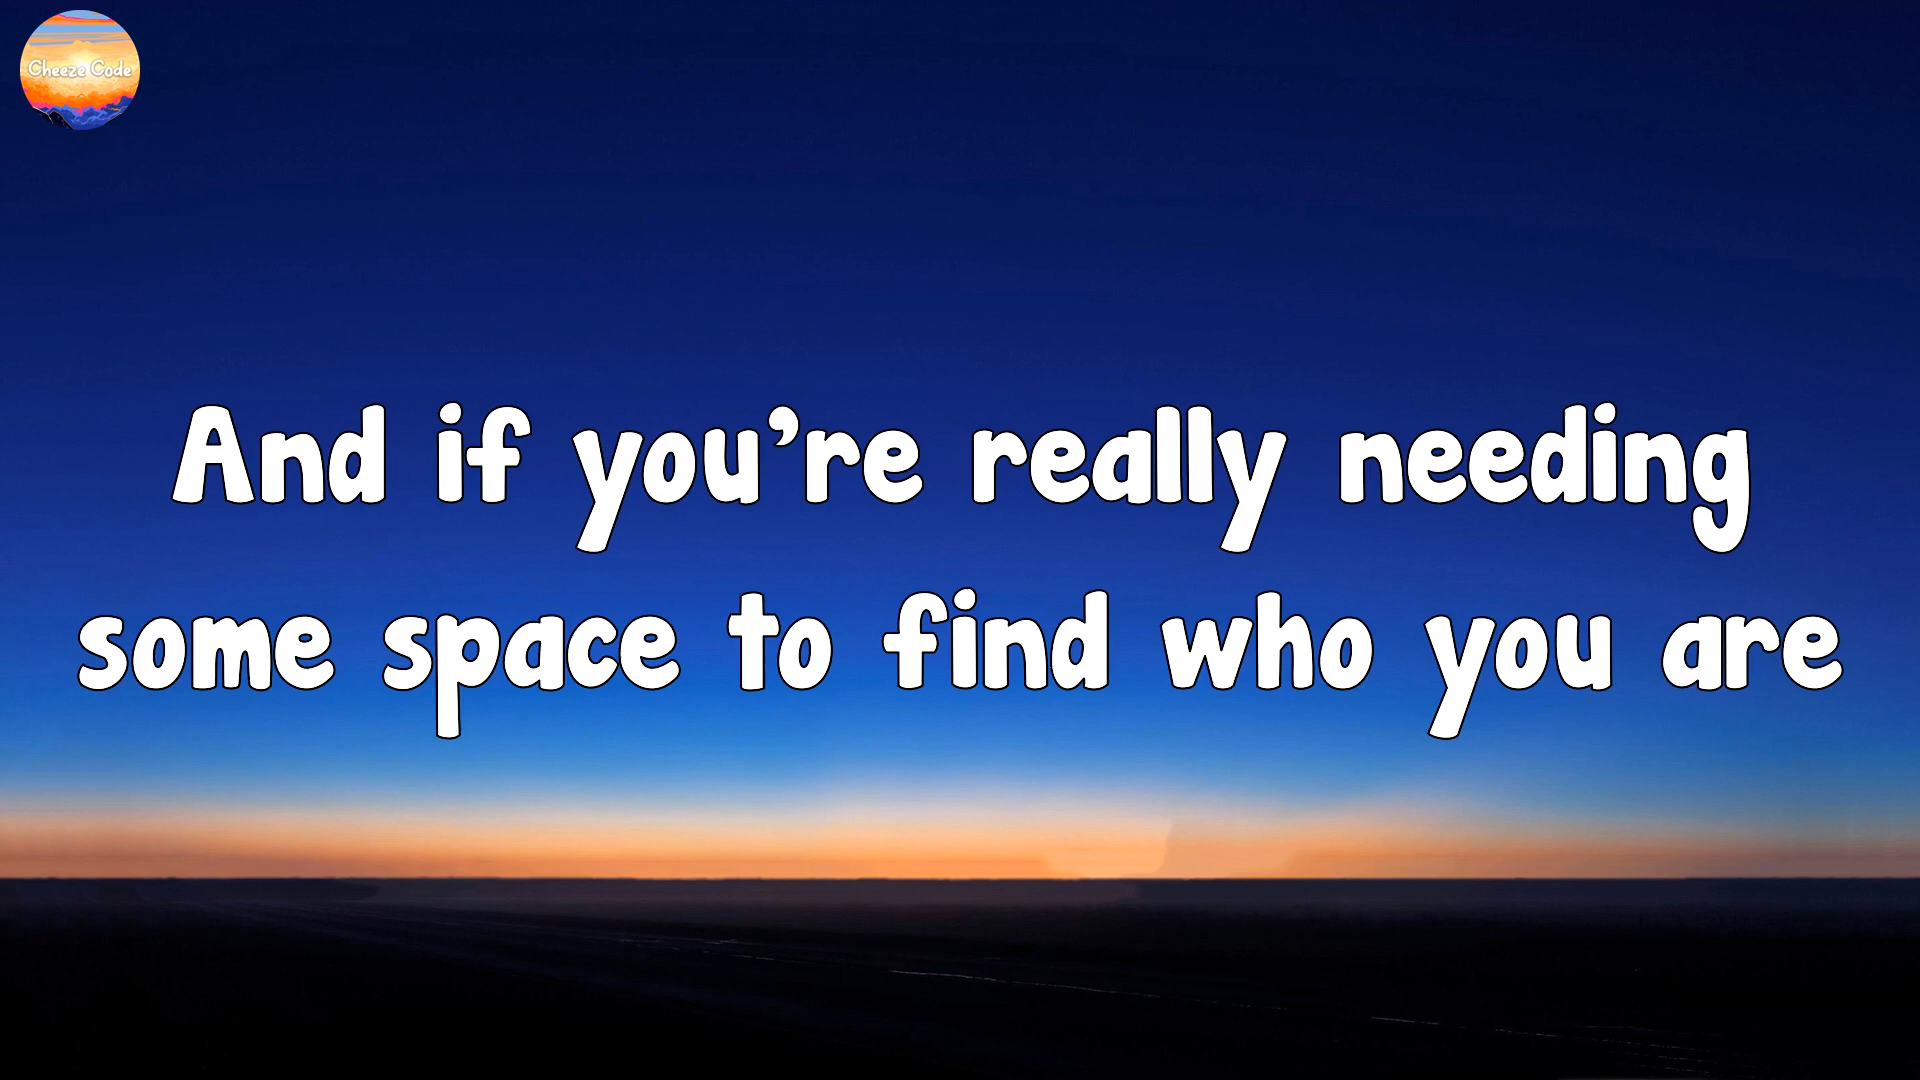 Cheeze Code
And if you’re really needing
some space to find who you are